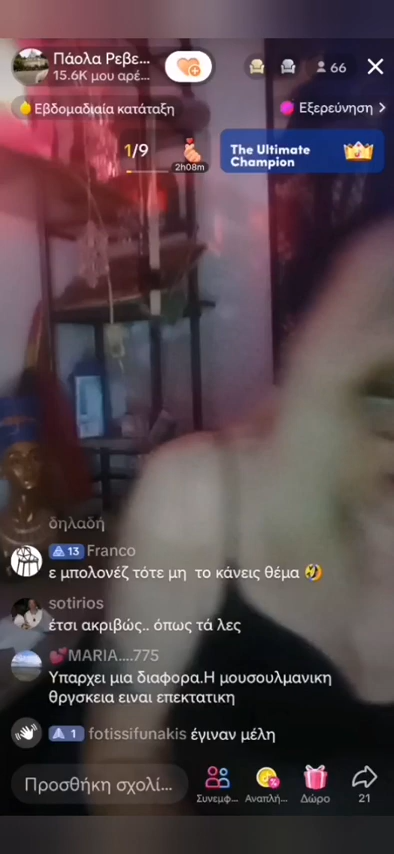 Πάολα Ρεβε...
15.6K μου αρέ...
66
Εβδομαδιαία κατάταξη
Εξερεύνηση
1/9
2h08m
The Ultimate
Champion
δηλαδή
13 Franco
ε μπολονέζ τότε μη το κάνεις θέμα 🤣
sotirios
έτσι ακριβώς.. όπως τά λες
💕MARIA....775
Υπαρχει μια διαφορα.Η μουσουλμανικη
θργσκεια ειναι επεκτατικη
1 fotissifunakis έγιναν μέλη
Προσθήκη σχολί...
Συνεμφ...
Αναπλή...
Δώρο
21